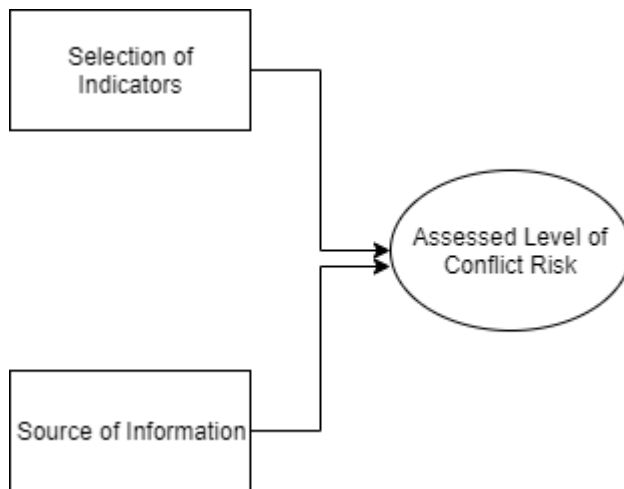 Selection of
Indicators
Assessed Level of
Conflict Risk
Source of Information